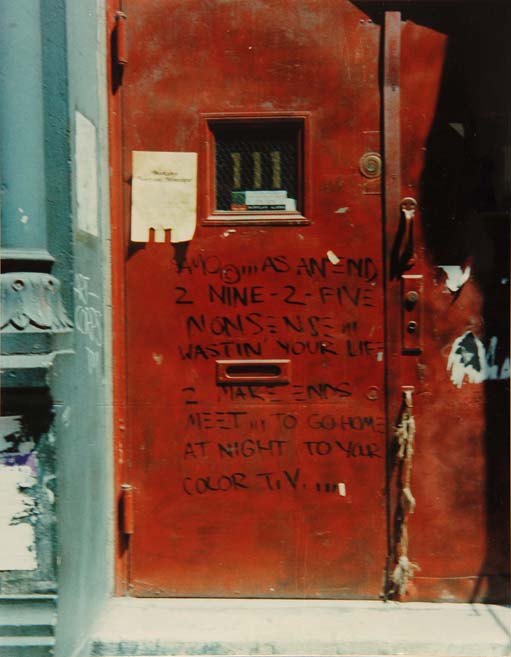 111
SAMO©... AS AN END
2 NINE-2-FIVE
NONSENSE...
WASTIN' YOUR LIFE
2 MAKE ENDS
MEET... TO GO HOME
AT NIGHT TO YOUR
COLOR T.V. ....